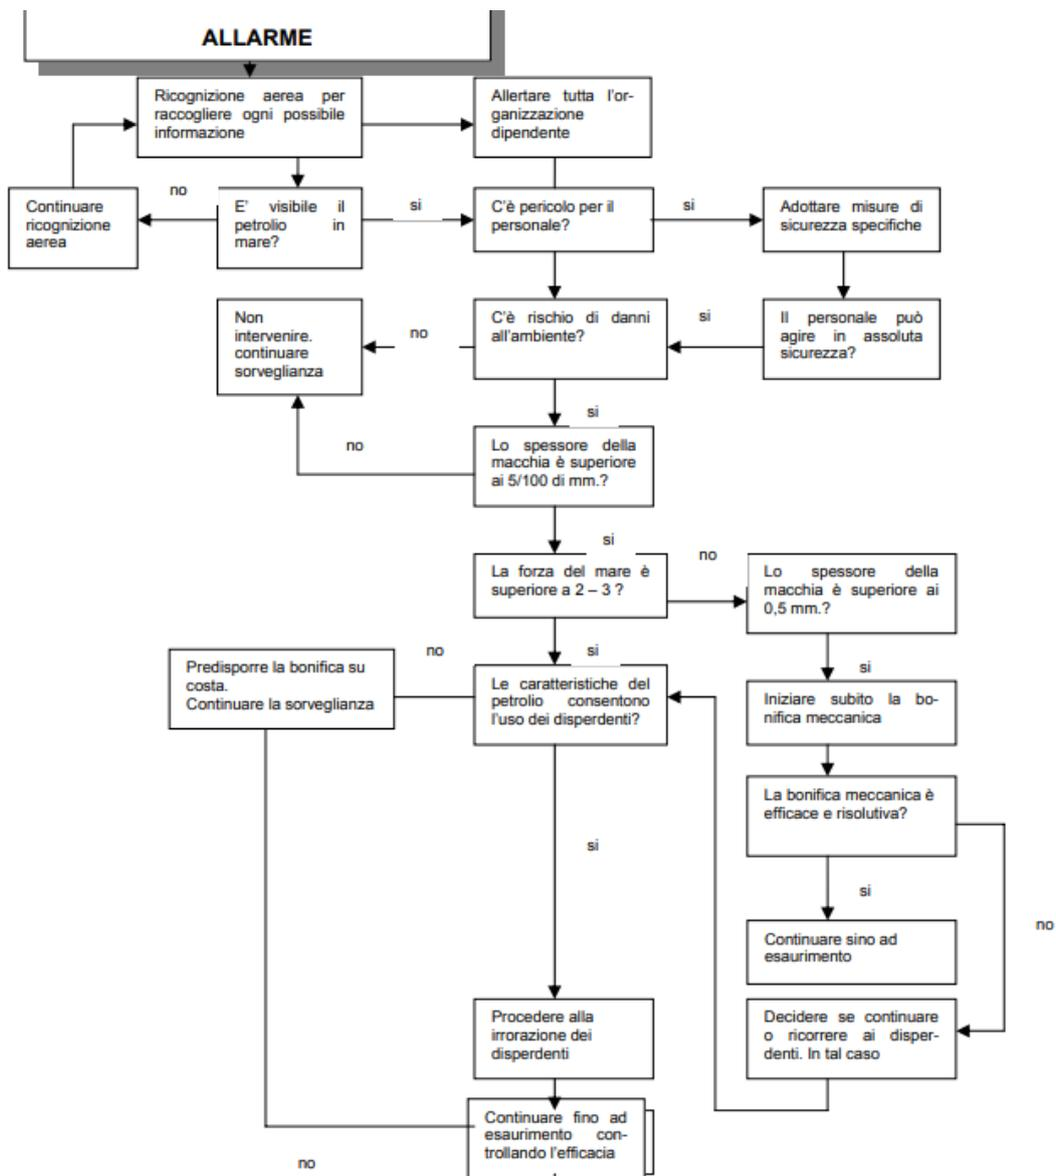 ALLARME
Ricognizione aerea per
raccogliere ogni possibile
informazione
Allertare tutta l'or-
ganizzazione
dipendente
Continuare
ricognizione
aerea
no
E' visibile il
petrolio in
mare?
si
C'è pericolo per il
personale?
si
Adottare misure di
sicurezza specifiche
Non
intervenire.
continuare
sorveglianza
no
C'è rischio di danni
all'ambiente?
si
Il personale può
agire in assoluta
sicurezza?
si
no
Lo spessore della
macchia è superiore
ai 5/100 di mm.?
si
La forza del mare è
superiore a 2 – 3 ?
no
Lo spessore della
macchia è superiore ai
0,5 mm.?
si
si
Predisporre la bonifica su
costa.
Continuare la sorveglianza
no
Le caratteristiche del
petrolio consentono
l'uso dei disperdenti?
Iniziare subito la bo-
nifica meccanica
La bonifica meccanica è
efficace e risolutiva?
si
si
no
Continuare sino ad
esaurimento
Procedere alla
irrorazione dei
disperdenti
Decidere se continuare
o ricorrere ai disper-
denti. In tal caso
Continuare fino ad
esaurimento con-
trollando l'efficacia
no